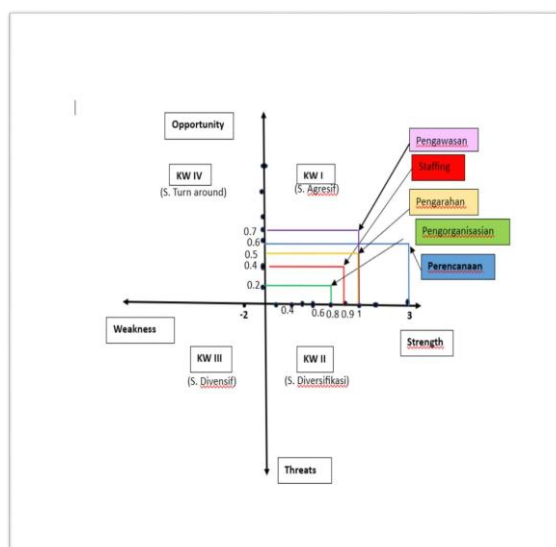 Opportunity
Pengawasan
Staffing
KW IV
(S. Turn around)
KW I
(S. Agresif)
Pengarahan
Pengorganisasian
Perencanaan
0.7
0.6
0.5
0.4
0.2
-2
0.4
0.6
0.8
0.9
1
3
Weakness
Strength
KW III
(S. Divensif)
KW II
(S. Diversifikasi)
Threats